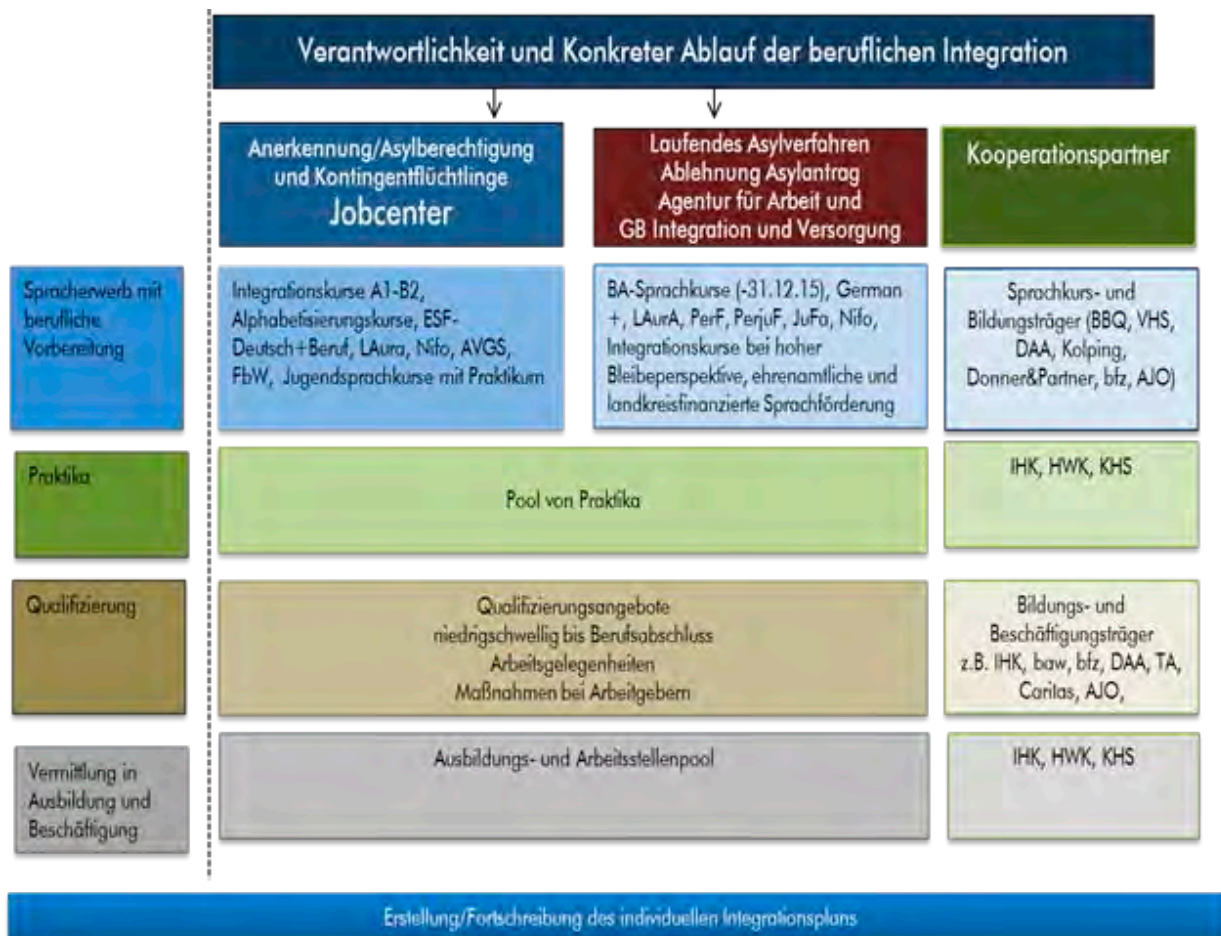 Verantwortlichkeit und Konkreter Ablauf der beruflichen Integration
Anerkennung/Asylberechtigung
und Kontingentflüchtlinge
Jobcenter
Laufendes Asylverfahren
Ablehnung Asylantrag
Agentur für Arbeit und
GB Integration und Versorgung
Kooperationspartner
Spracherwerb mit
berufliche
Vorbereitung
Integrationskurse A1-B2,
Alphabetisierungskurse, ESF-
Deutsch+Beruf, LAura, Nifo, AVGS,
FbW, Jugendsprachkurse mit Praktikum
BA-Sprachkurse (-31.12.15), German
+, LAurA, PerF, PerjuF, JuFa, Nifo,
Integrationskurse bei hoher
Bleibeperspektive, ehrenamtliche und
landkreisfinanzierte Sprachförderung
Sprachkurs- und
Bildungsträger (BBQ, VHS,
DAA, Kolping,
Donner&Partner, bfz, AJO)
Praktika
Pool von Praktika
IHK, HWK, KHS
Qualifizierung
Qualifizierungsangebote
niedrigschwellig bis Berufsabschluss
Arbeitsgelegenheiten
Maßnahmen bei Arbeitgebern
Bildungs- und
Beschäftigungsträger
z.B. IHK, baw, bfz, DAA, TA,
Caritas, AJO,
Vermittlung in
Ausbildung und
Beschäftigung
Ausbildungs- und Arbeitsstellenpool
IHK, HWK, KHS
Erstellung/Fortschreibung des individuellen Integrationsplans